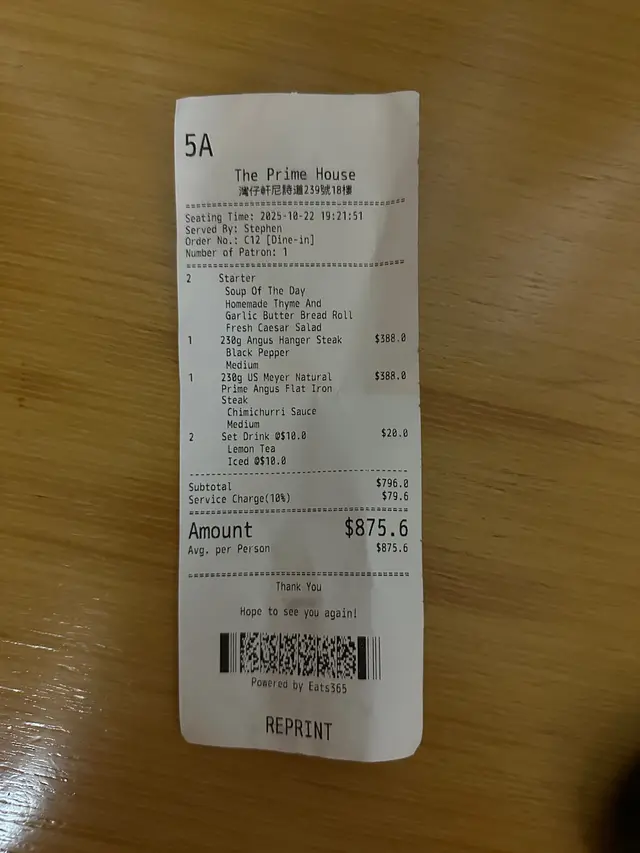 5A
The Prime House
灣仔軒尼詩道239號18樓
Seating Time: 2025-10-22 19:21:51
Served By: Stephen
Order No.: C12 [Dine-in]
Number of Patron: 1
2 Starter
Soup Of The Day
Homemade Thyme And
Garlic Butter Bread Roll
Fresh Caesar Salad
1 230g Angus Hanger Steak $388.0
Black Pepper
Medium
1 230g US Meyer Natural $388.0
Prime Angus Flat Iron
Steak
Chimichurri Sauce
Medium
2 Set Drink @$10.0 $20.0
Lemon Tea
Iced @$10.0
Subtotal $796.0
Service Charge(10%) $79.6
Amount $875.6
Avg. per Person $875.6
Thank You
Hope to see you again!
Powered by Eats365
REPRINT